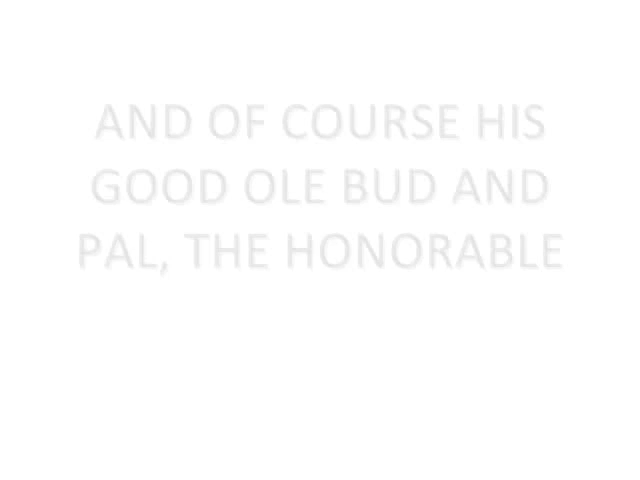 AND OF COURSE HIS
GOOD OLE BUD AND
PAL, THE HONORABLE